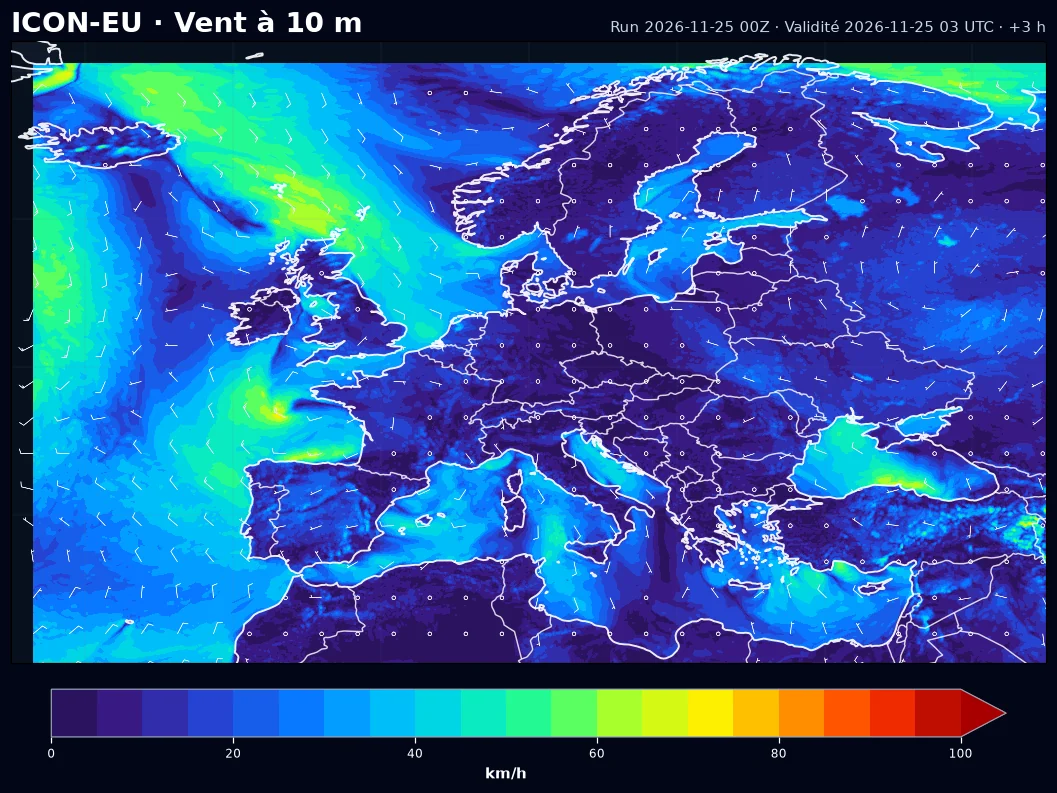 ICON-EU · Vent à 10 m
Run 2026-11-25 00Z · Validité 2026-11-25 03 UTC · +3 h
0 20 40 60 80 100
km/h